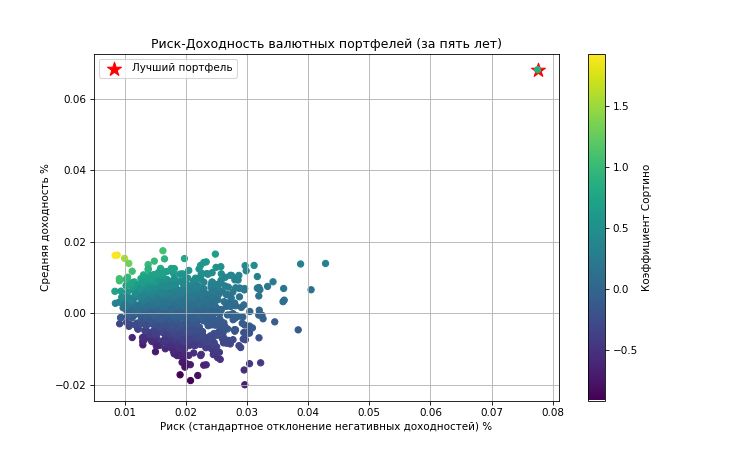 Риск-Доходность валютных портфелей (за пять лет)
Лучший портфель
Средняя доходность %
0.06
0.04
0.02
0.00
−0.02
0.01 0.02 0.03 0.04 0.05 0.06 0.07 0.08
Риск (стандартное отклонение негативных доходностей) %
1.5
1.0
0.5
0.0
−0.5
Коэффициент Сортино